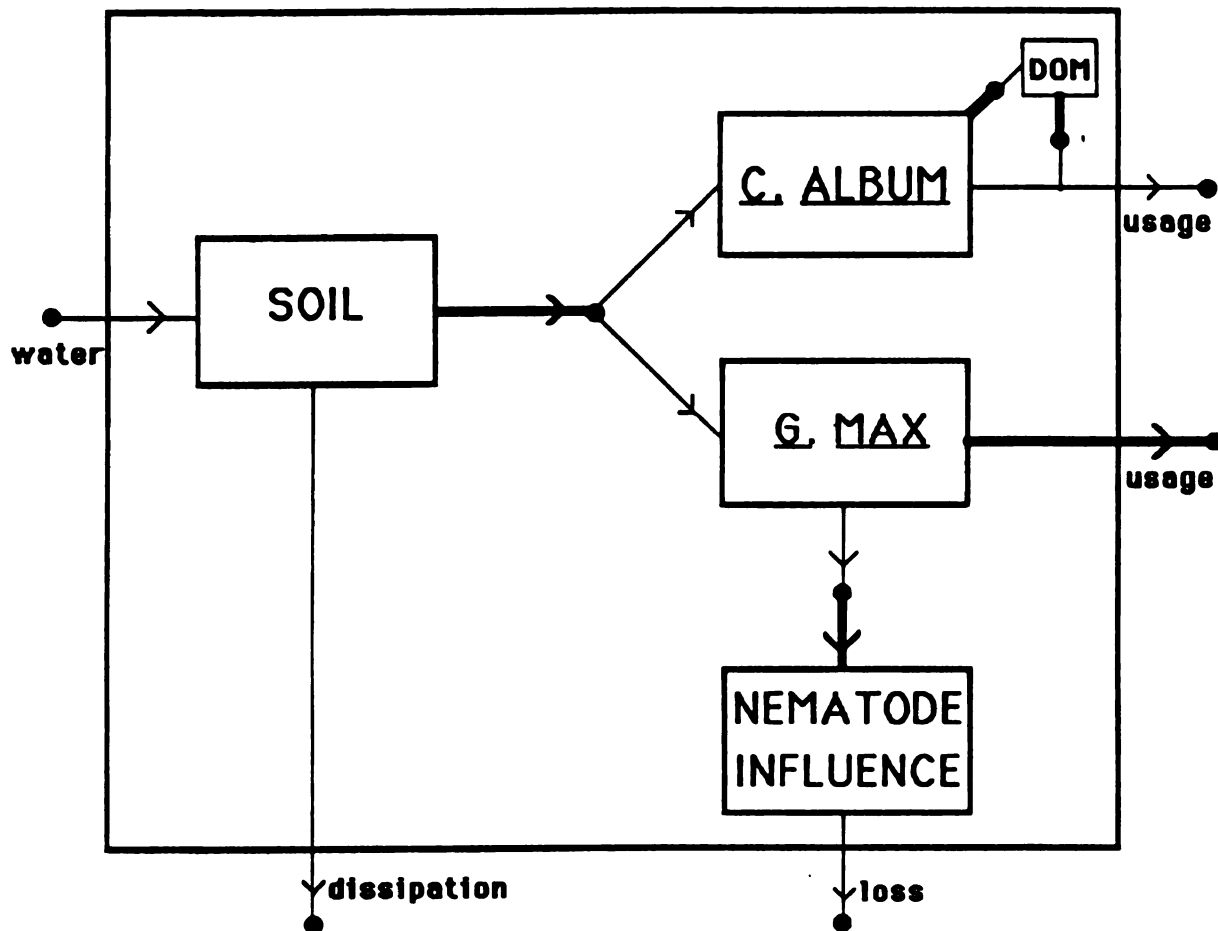 DOM
C. ALBUM
usage
SOIL
water
G. MAX
usage
NEMATODE
INFLUENCE
dissipation
loss